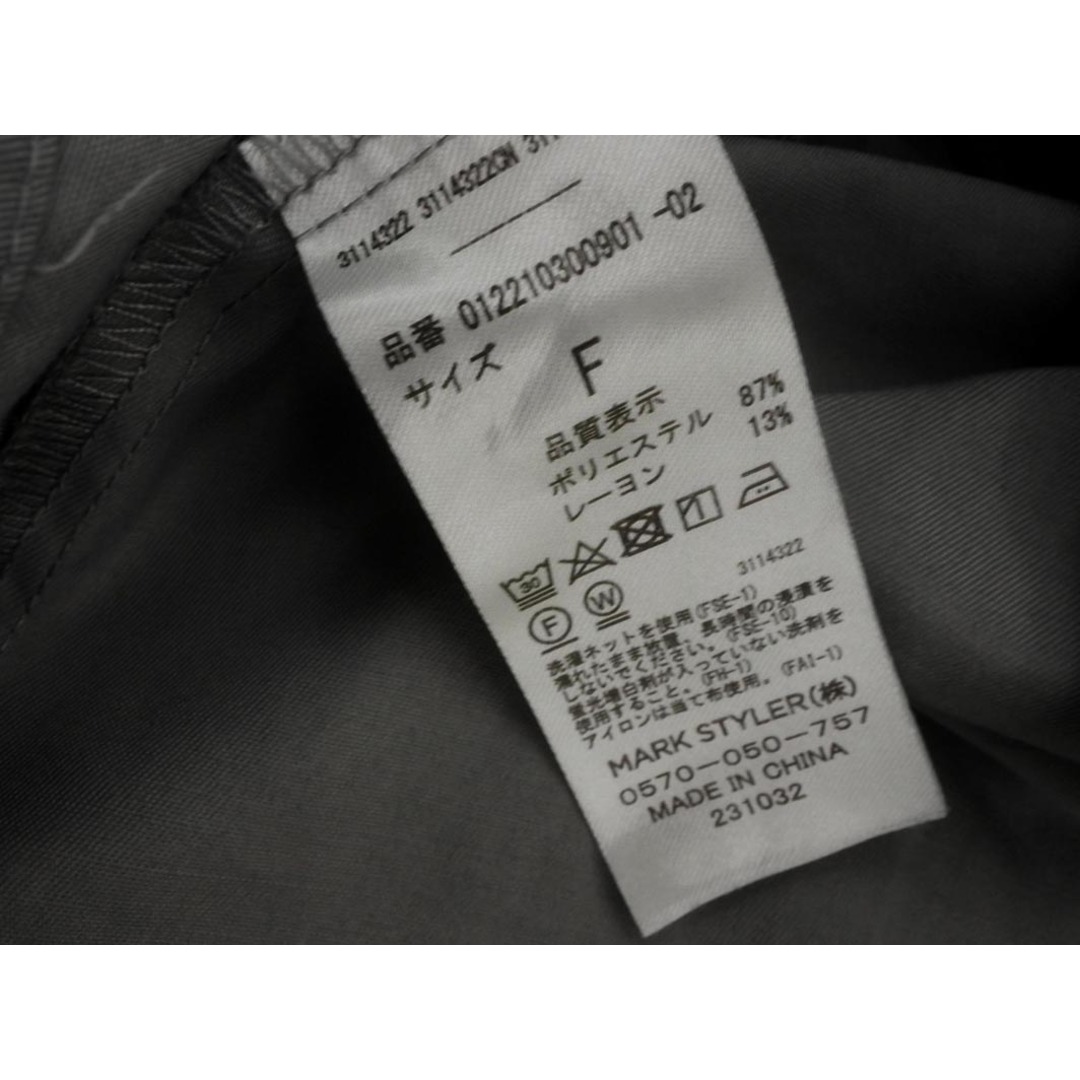 3114322 3114322CN 311
品番 012210300901 -02
サイズ F
品質表示
ポリエステル 87%
レーヨン 13%
30
F W
3114322
洗濯ネットを使用(FSE-1)
濡れたまま放置、長時間の浸漬を
しないでください。(FSE-10)
蛍光増白剤が入っていない洗剤を
使用すること。(FH-1)
アイロンは当て布使用。(FAI-1)
MARK STYLER(株)
0570-050-757
MADE IN CHINA
231032